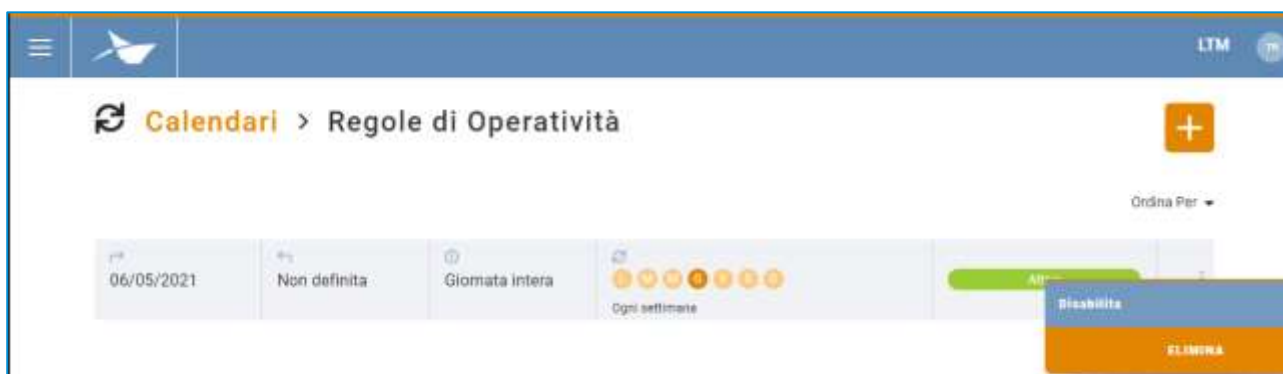 LTM
Calendari > Regole di Operatività
Ordina Per
06/05/2021
Non definita
Giornata intera
Ogni settimana
Disabilita
ELIMINA